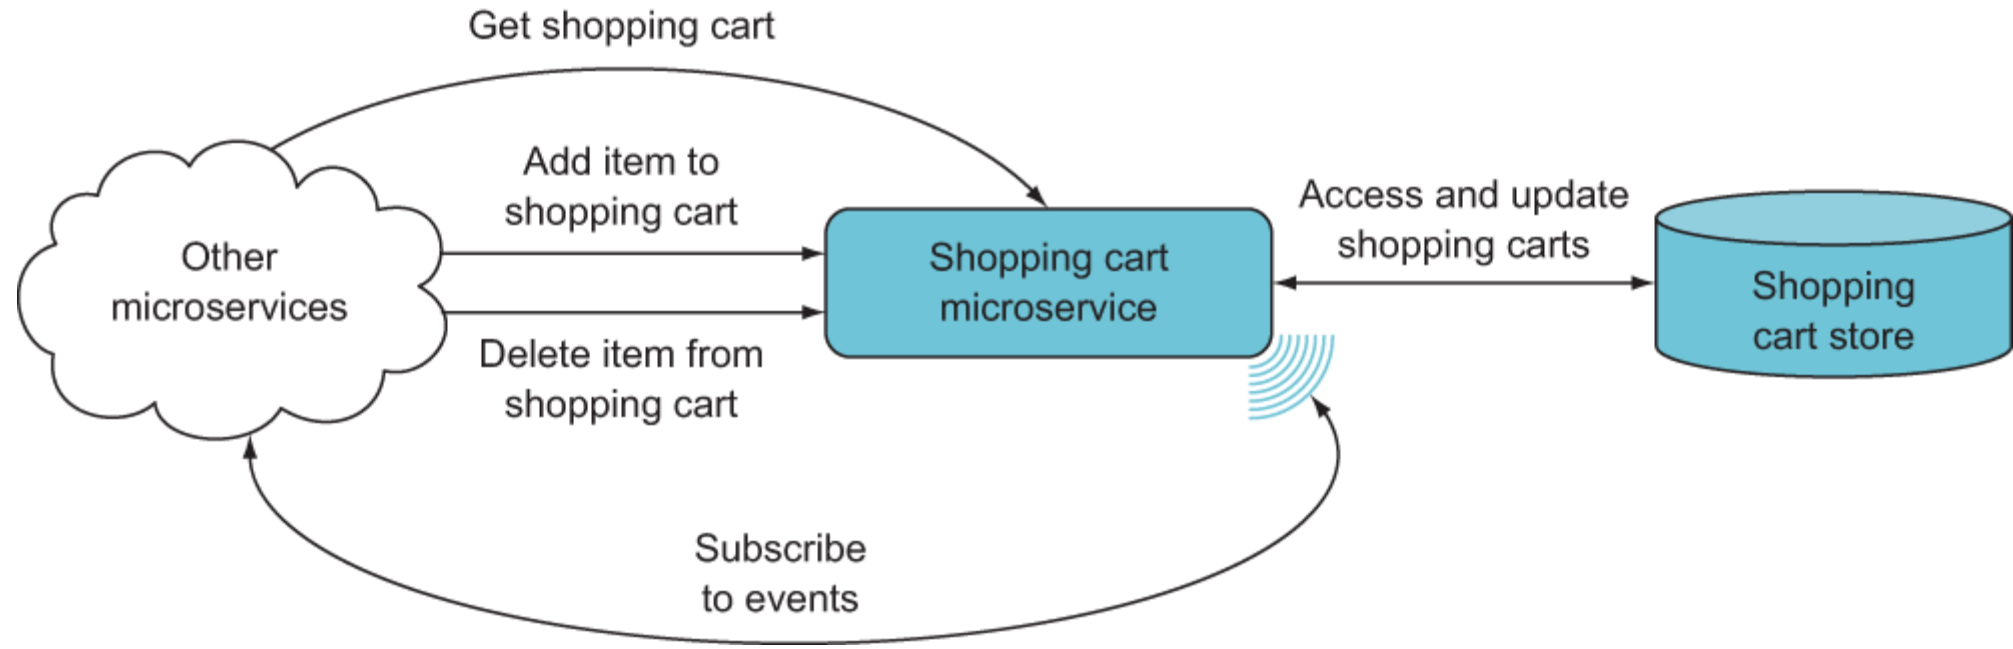 Get shopping cart
Add item to
shopping cart
Other
microservices
Delete item from
shopping cart
Shopping cart
microservice
Access and update
shopping carts
Shopping
cart store
Subscribe
to events